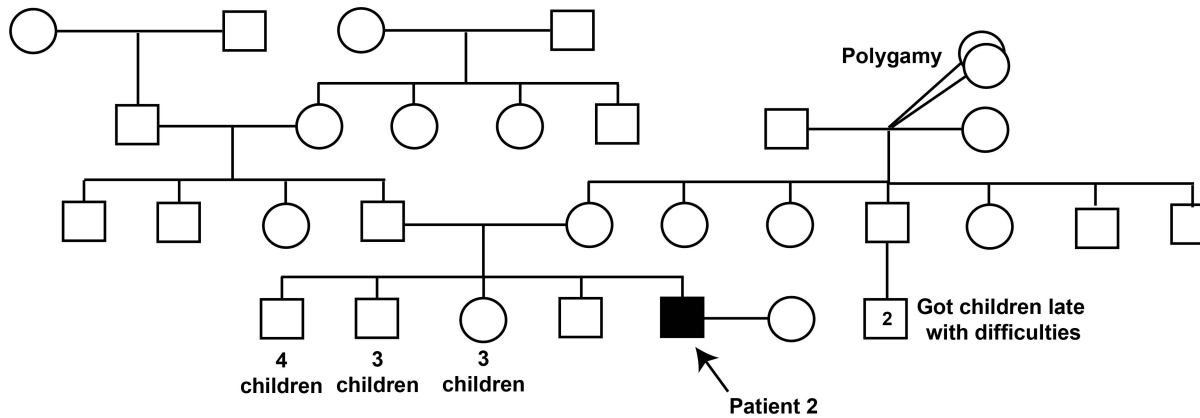 Polygamy
2
Got children late
with difficulties
4
children
3
children
3
children
Patient 2